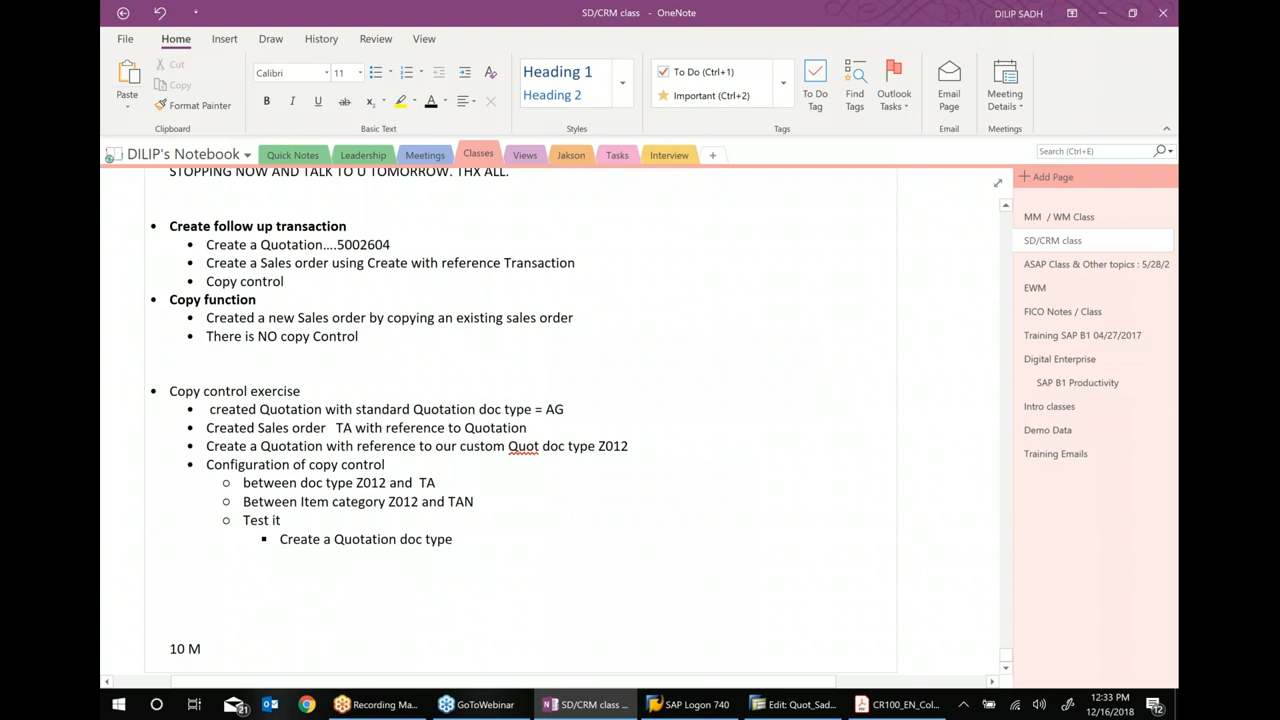 SD/CRM class - OneNote
DILIP SADH
File Home Insert Draw History Review View
Paste
Cut
Copy
Format Painter
Clipboard
Calibri 11
Basic Text
Heading 1
Heading 2
Styles
To Do (Ctrl+1)
Important (Ctrl+2)
To Do Tag
Find Tags
Outlook Tasks
Tags
Email Page
Email
Meeting Details
Meetings
DILIP's Notebook Quick Notes Leadership Meetings Classes Views Jakson Tasks Interview
Search (Ctrl+E)
Add Page
MM / WM Class
SD/CRM class
ASAP Class & Other topics : 5/28/2
EWM
FICO Notes / Class
Training SAP B1 04/27/2017
Digital Enterprise
SAP B1 Productivity
Intro classes
Demo Data
Training Emails
STOPPING NOW AND TALK TO U TOMORROW. THX ALL.
• Create follow up transaction
• Create a Quotation....5002604
• Create a Sales order using Create with reference Transaction
• Copy control
• Copy function
• Created a new Sales order by copying an existing sales order
• There is NO copy Control
• Copy control exercise
• created Quotation with standard Quotation doc type = AG
• Created Sales order TA with reference to Quotation
• Create a Quotation with reference to our custom Quot doc type Z012
• Configuration of copy control
○ between doc type Z012 and TA
○ Between Item category Z012 and TAN
○ Test it
▪ Create a Quotation doc type
10 M
21
Recording Ma...
GoToWebinar
SD/CRM class ...
SAP Logon 740
Edit: Quot_Sad...
CR100_EN_Col...
12:33 PM
12/16/2018
12